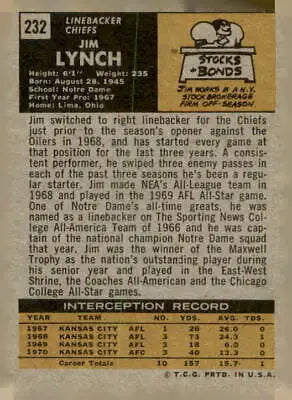 232
LINEBACKER
CHIEFS
JIM
LYNCH
Height: 6'1" Weight: 235
Born: August 28, 1945
School: Notre Dame
First Year Pro: 1967
Home: Lima, Ohio
STOCKS
& BONDS
JIM WORKS IN A N.Y.
STOCK BROKERAGE
FIRM OFF-SEASON.
Jim switched to right linebacker for the Chiefs
just prior to the season's opener against the
Oilers in 1968, and has started every game at
that position for the last three years. A consis-
tent performer, he swiped three enemy passes in
each of the past three seasons he's been a regu-
lar starter. Jim made NEA's All-League team in
1968 and played in the 1969 AFL All-Star game.
One of Notre Dame's all-time greats, he was
named as a linebacker on The Sporting News Col-
lege All-America Team of 1966 and he was cap-
tain of the national champion Notre Dame squad
that year. Jim was the winner of the Maxwell
Trophy as the nation's outstanding player during
his senior year and played in the East-West
Shrine, the Coaches All-America and the Chicago
College All-Star games.
INTERCEPTION RECORD
YEAR TEAM LEA. NO. YDS. AVG. TD
1967 KANSAS CITY AFL 1 26 26.0 0
1968 KANSAS CITY AFL 3 73 24.3 1
1969 KANSAS CITY AFL 3 18 6.0 0
1970 KANSAS CITY AFC 3 40 13.3 0
Career Totals 10 157 15.7 1
© T.C.G. PRTD. IN U.S.A.